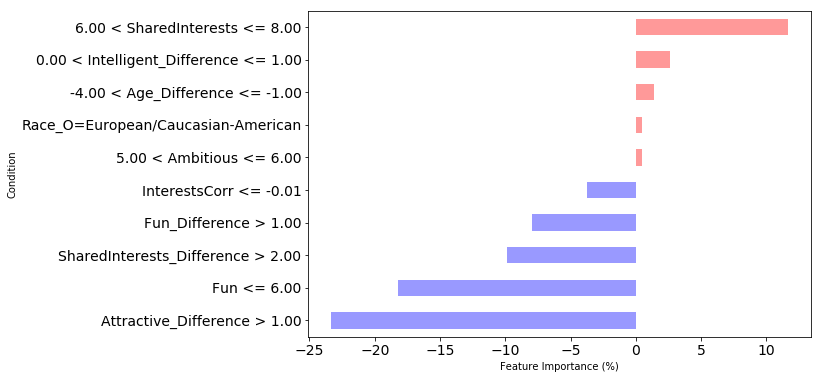 6.00 < SharedInterests <= 8.00
0.00 < Intelligent_Difference <= 1.00
-4.00 < Age_Difference <= -1.00
Race_O=European/Caucasian-American
5.00 < Ambitious <= 6.00
InterestsCorr <= -0.01
Fun_Difference > 1.00
SharedInterests_Difference > 2.00
Fun <= 6.00
Attractive_Difference > 1.00
Condition
−25 −20 −15 −10 −5 0 5 10
Feature Importance (%)